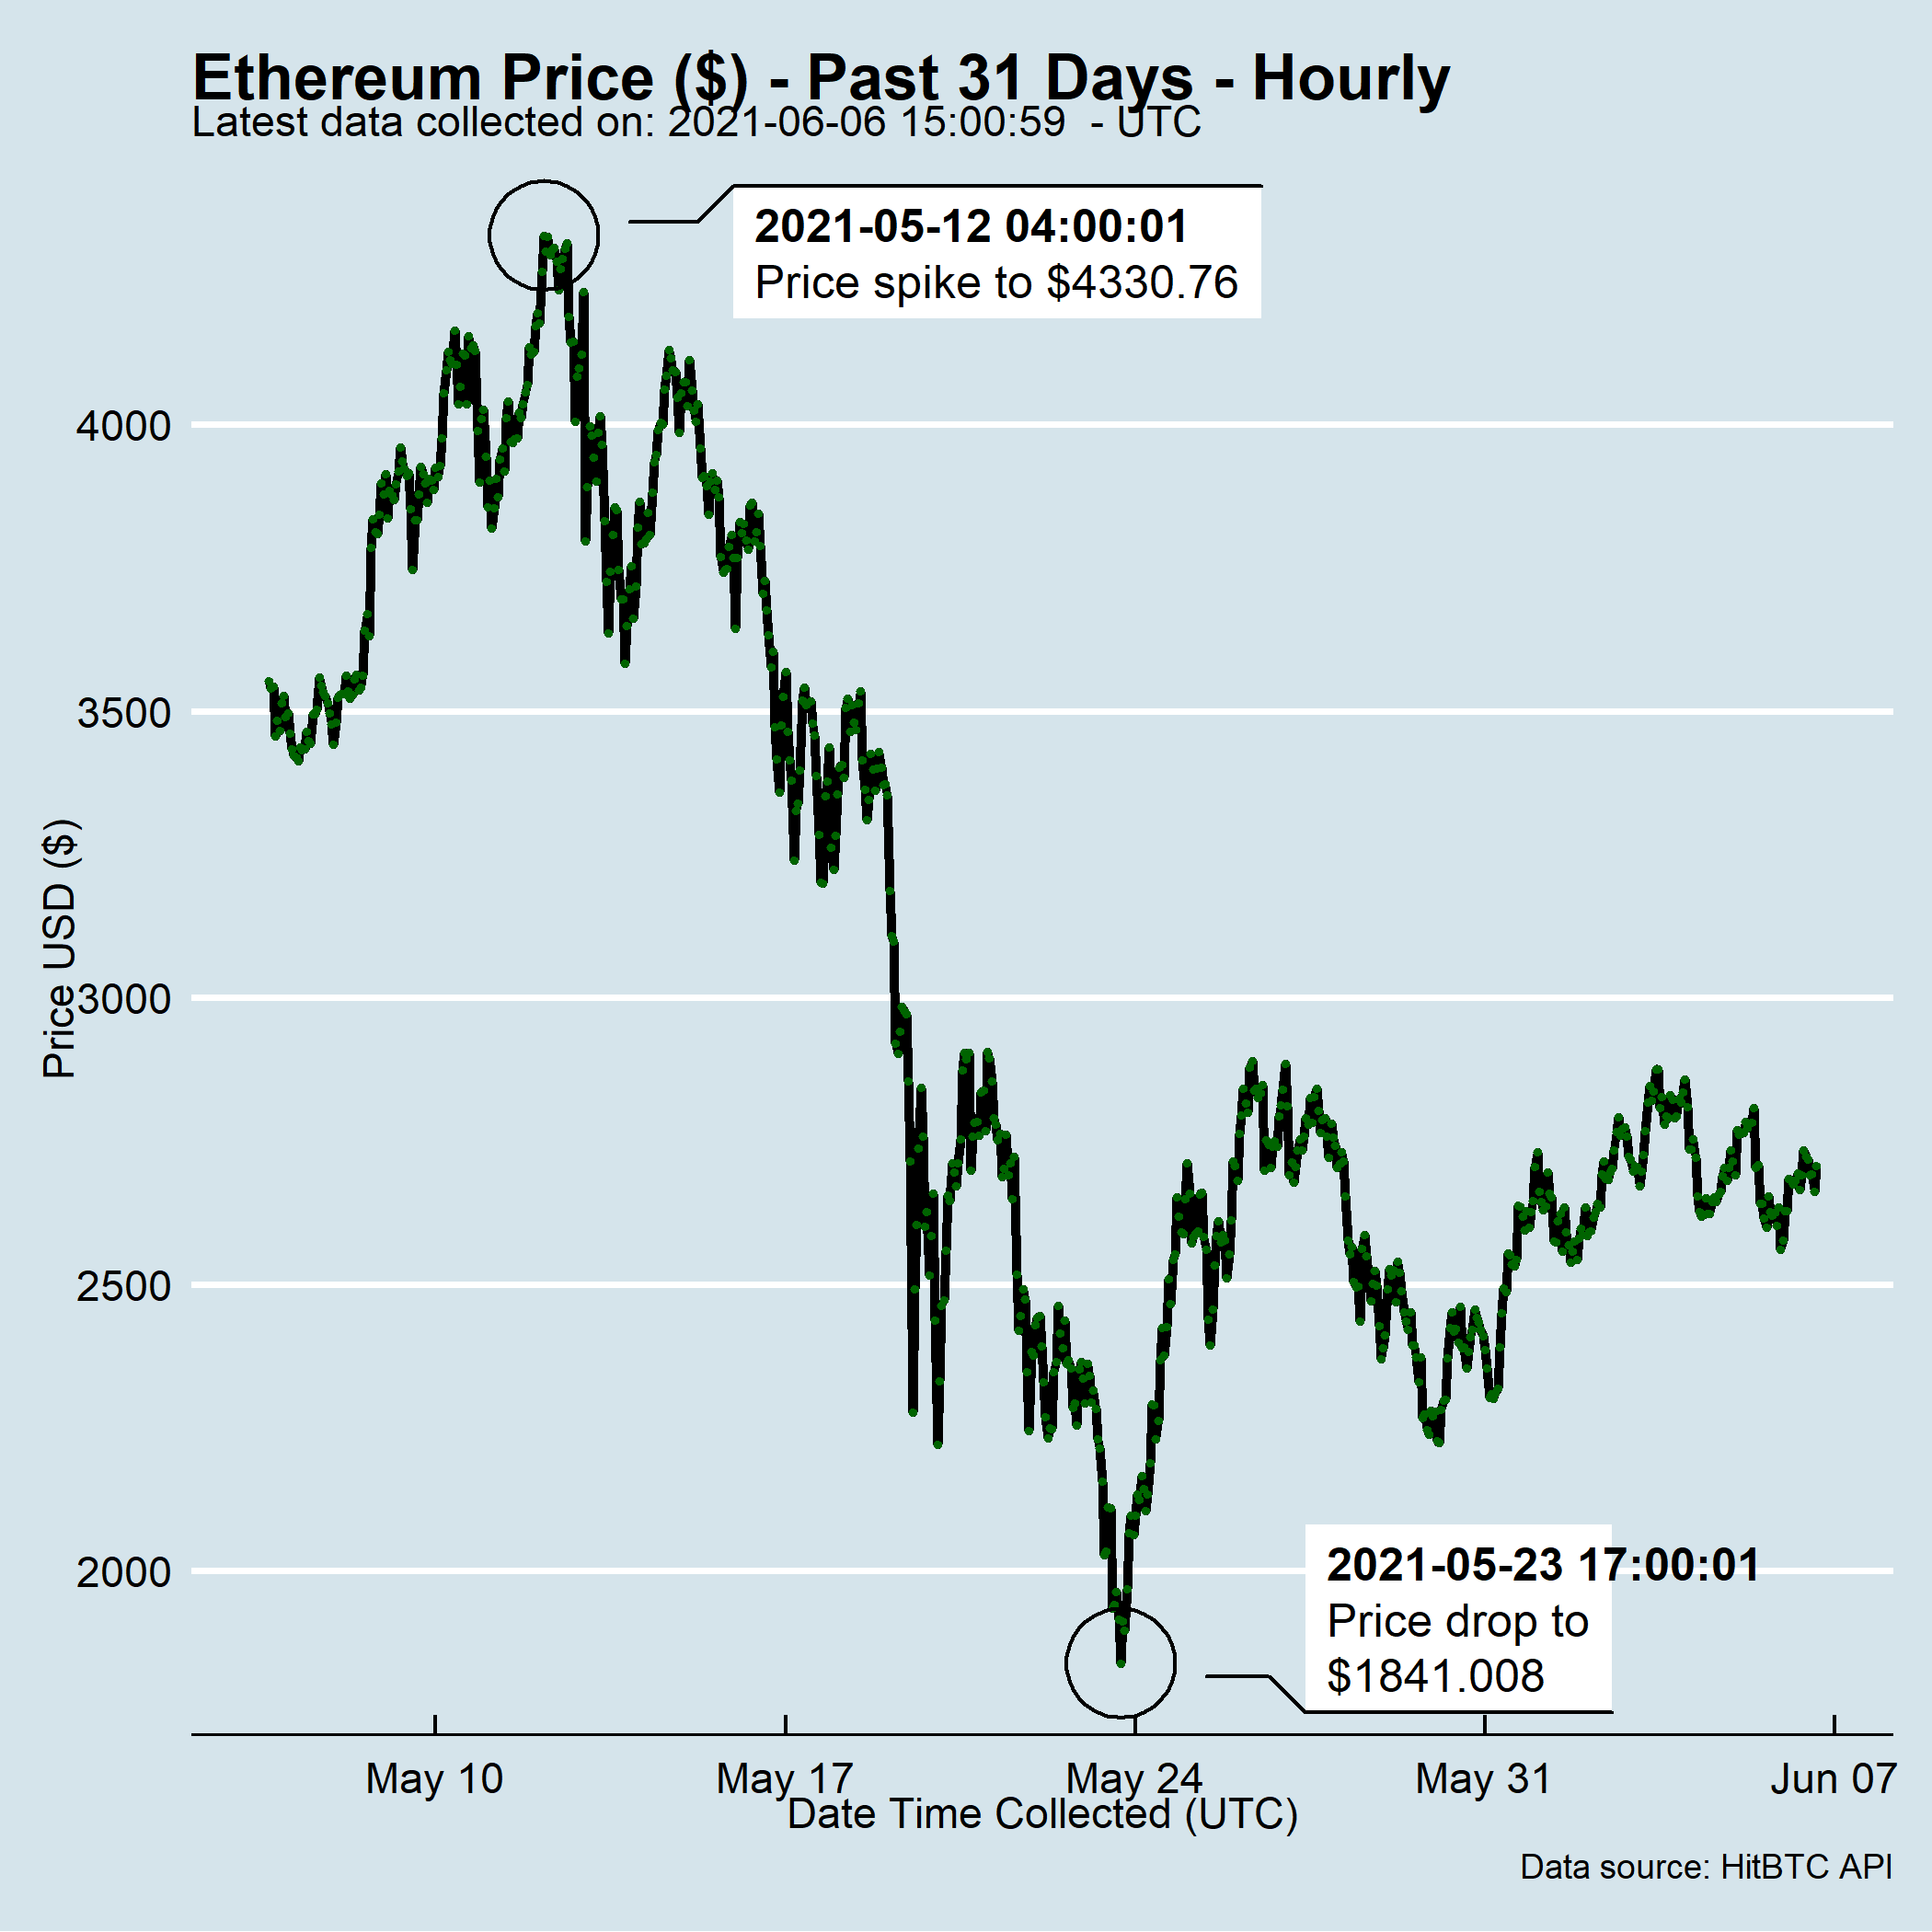 Ethereum Price ($) - Past 31 Days - Hourly
Latest data collected on: 2021-06-06 15:00:59  - UTC
2021-05-12 04:00:01
Price spike to $4330.76
4000
3500
3000
2500
2000
Price USD ($)
2021-05-23 17:00:01
Price drop to
$1841.008
May 10
May 17
May 24
May 31
Jun 07
Date Time Collected (UTC)
Data source: HitBTC API